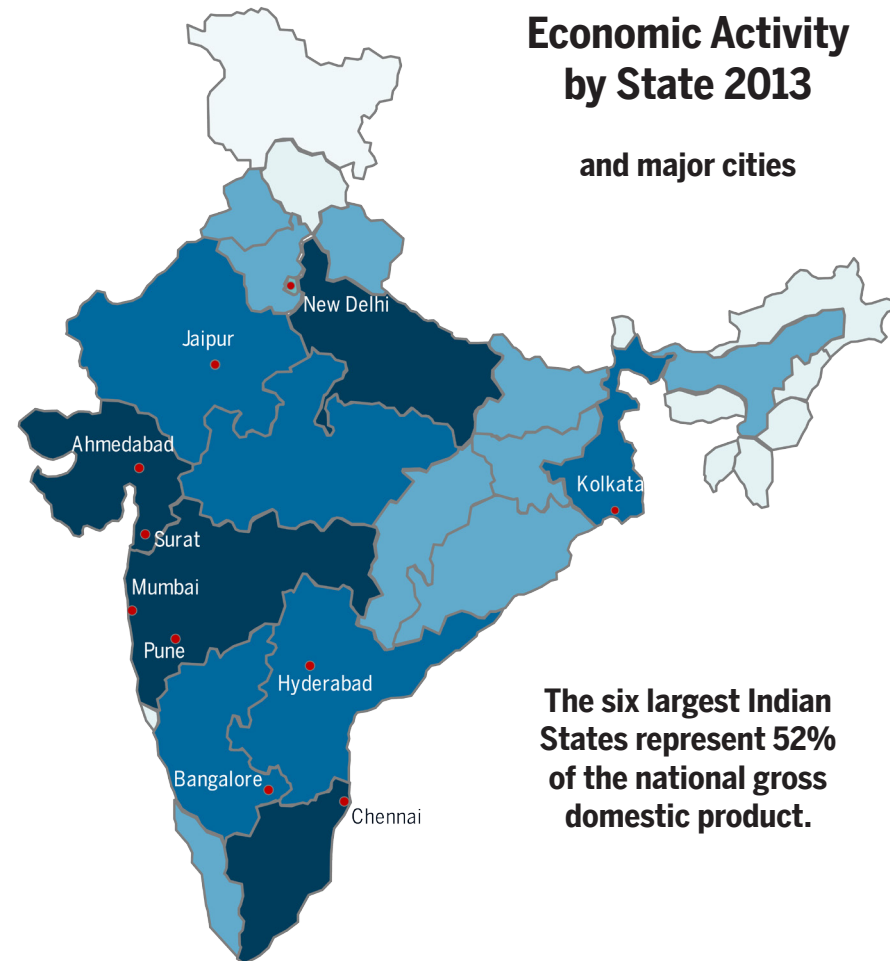 Economic Activity
by State 2013
and major cities
New Delhi
Jaipur
Ahmedabad
Kolkata
Surat
Mumbai
Pune
Hyderabad
Bangalore
Chennai
The six largest Indian
States represent 52%
of the national gross
domestic product.